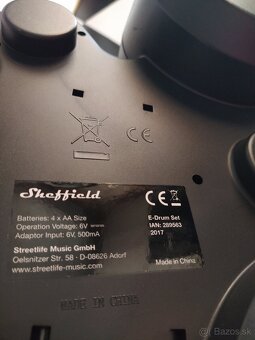 Sheffield
Batteries: 4 x AA Size
Operation Voltage: 6V
Adaptor Input: 6V, 500mA
Streetlife Music GmbH
Oelsnitzer Str. 58 · D-08626 Adorf
www.streetlife-music.com
CE
E-Drum Set
IAN: 289563
2017
Made in China
CE
MADE IN CHINA
© Bazos.sk